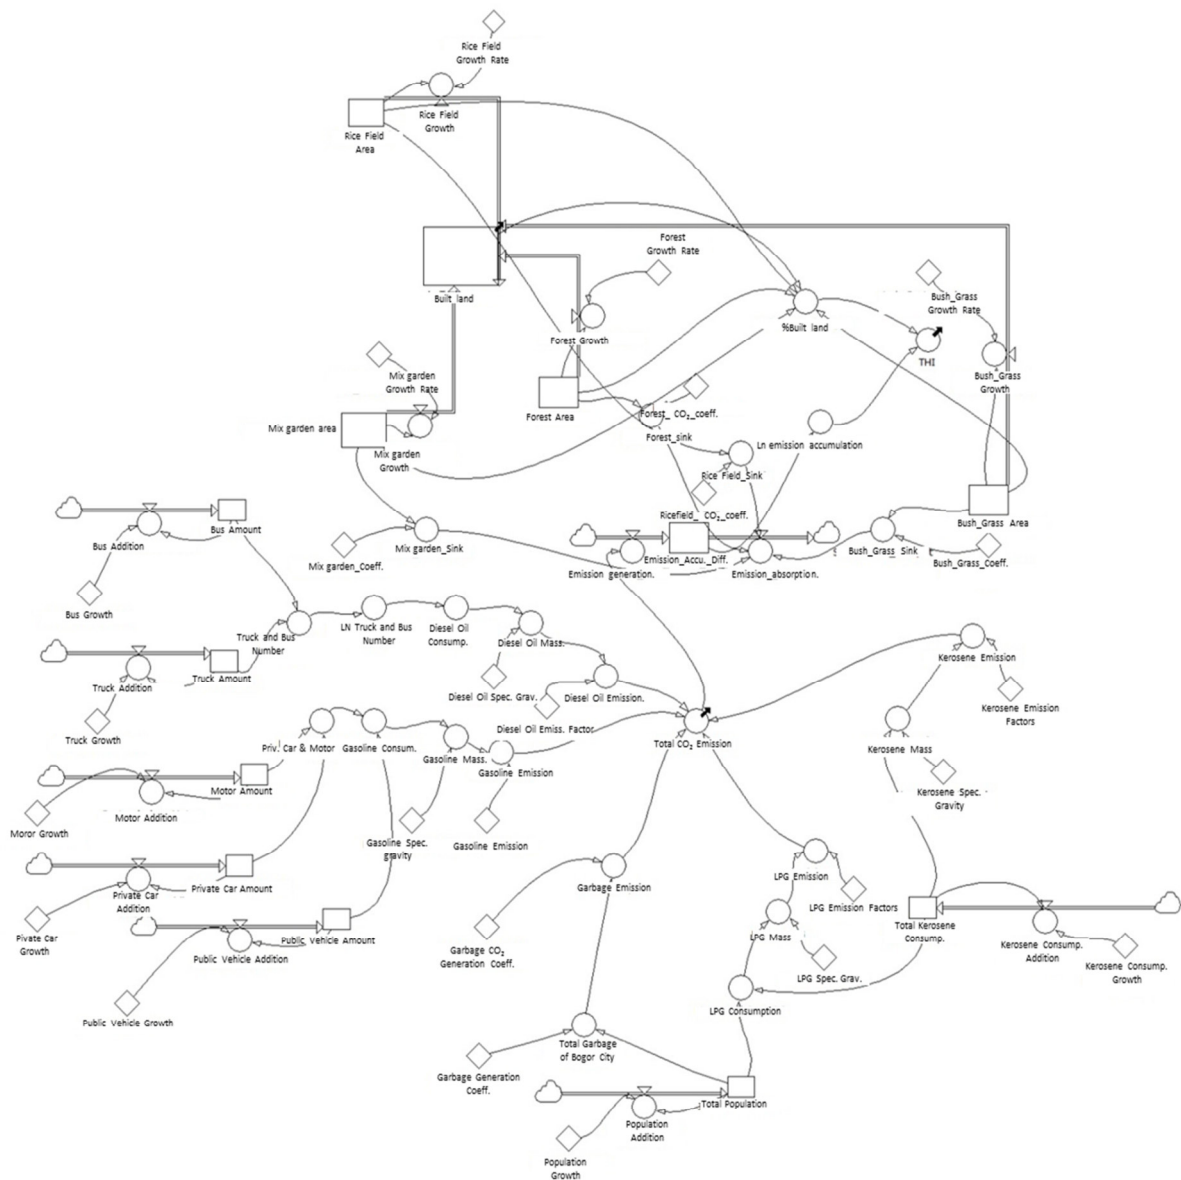 Rice Field
Growth Rate
Rice Field
Growth
Rice Field
Area
Forest
Growth Rate
Built land
Bush_Grass
Growth Rate
%Built land
Forest Growth
THI
Mix garden
Growth Rate
Bush_Grass
Growth
Forest Area
Forest_ CO₂_coeff.
Mix garden area
Forest_sink
Ln emission accumulation
Mix garden
Growth
Rice Field_Sink
Ricefield_ CO₂_coeff.
Bus Amount
Bush_Grass Area
Bus Addition
Mix garden_Sink
Bush_Grass_Sink
Mix garden_Coeff.
Emission_Accu._Diff.
Bush_Grass_Coeff.
Emission generation.
Emission_absorption.
Bus Growth
LN Truck and Bus
Number
Diesel Oil
Consump.
Truck and Bus
Number
Diesel Oil Mass.
Kerosene Emission
Truck Amount
Truck Addition
Diesel Oil Spec. Grav.
Diesel Oil Emission.
Kerosene Emission
Factors
Diesel Oil Emiss. Factor
Truck Growth
Total CO₂ Emission
Priv. Car & Motor
Gasoline Consum.
Kerosene Mass
Gasoline Mass.
Gasoline Emission
Motor Amount
Kerosene Spec.
Gravity
Motor Addition
Moror Growth
Gasoline Spec.
gravity
Gasoline Emission
LPG Emission
Private Car Amount
Garbage Emission
Private Car
Addition
LPG Emission Factors
Total Kerosene
Consump.
Pivate Car
Growth
Public Vehicle Amount
LPG Mass
Kerosene Consump.
Addition
Public Vehicle Addition
Garbage CO₂
Generation Coeff.
Kerosene Consump.
Growth
LPG Spec. Grav.
LPG Consumption
Public Vehicle Growth
Total Garbage
of Bogor City
Garbage Generation
Coeff.
Total Population
Population
Addition
Population
Growth